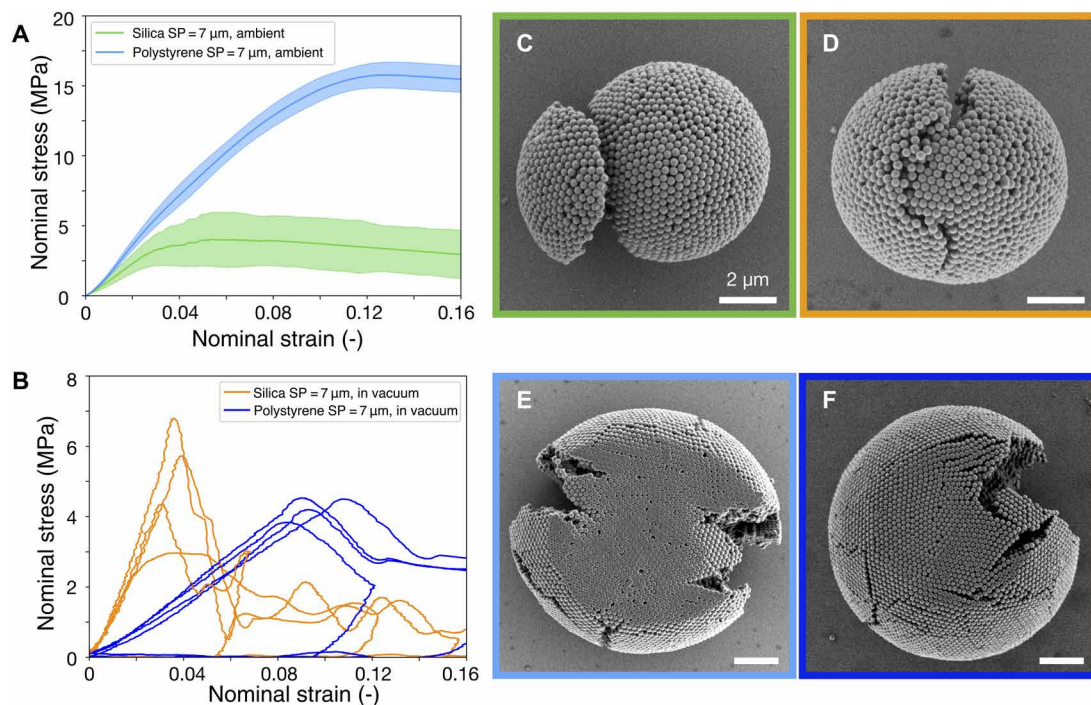 A
Nominal stress (MPa)
20
15
10
5
0
Silica SP = 7 µm, ambient
Polystyrene SP = 7 µm, ambient
0
0.04
0.08
0.12
0.16
Nominal strain (-)
C
2 µm
D
B
Nominal stress (MPa)
8
6
4
2
0
Silica SP = 7 µm, in vacuum
Polystyrene SP = 7 µm, in vacuum
0
0.04
0.08
0.12
0.16
Nominal strain (-)
E
F